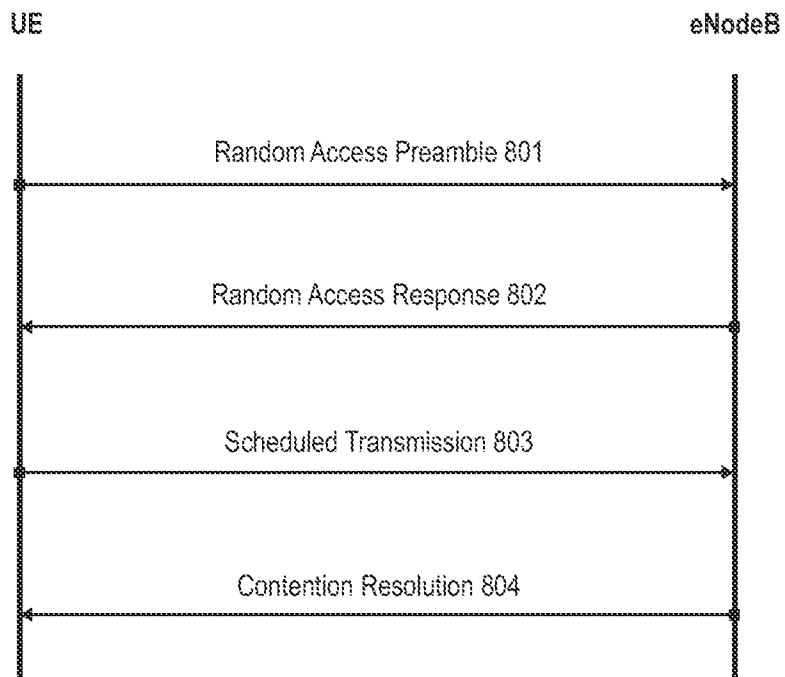 UE
eNodeB
Random Access Preamble 801
Random Access Response 802
Scheduled Transmission 803
Contention Resolution 804